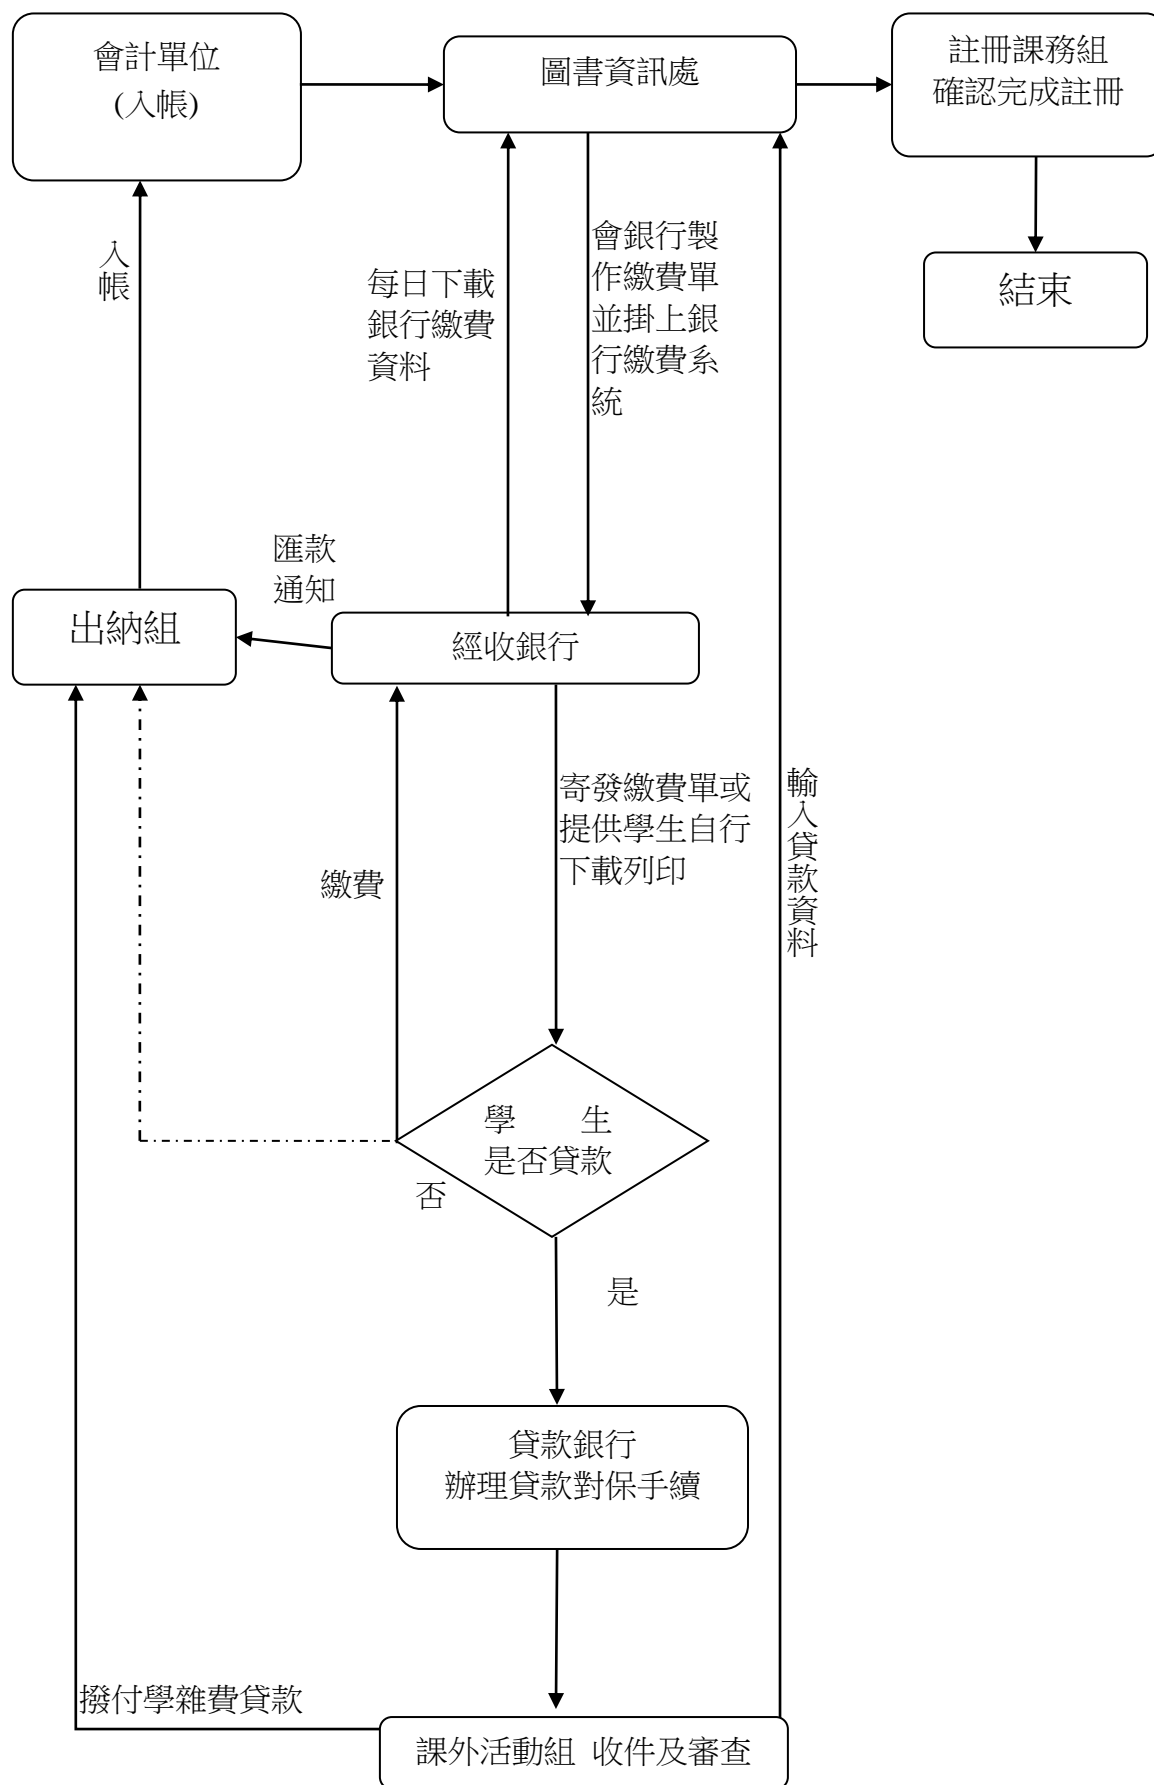 會計單位
(入帳)
圖書資訊處
註冊課務組
確認完成註冊
結束
入帳
每日下載
銀行繳費
資料
會銀行製
作繳費單
並掛上銀
行繳費系
統
匯款
通知
出納組
經收銀行
寄發繳費單或
提供學生自行
下載列印
輸入貸款資料
繳費
學 生
是否貸款
否
是
貸款銀行
辦理貸款對保手續
撥付學雜費貸款
課外活動組 收件及審查